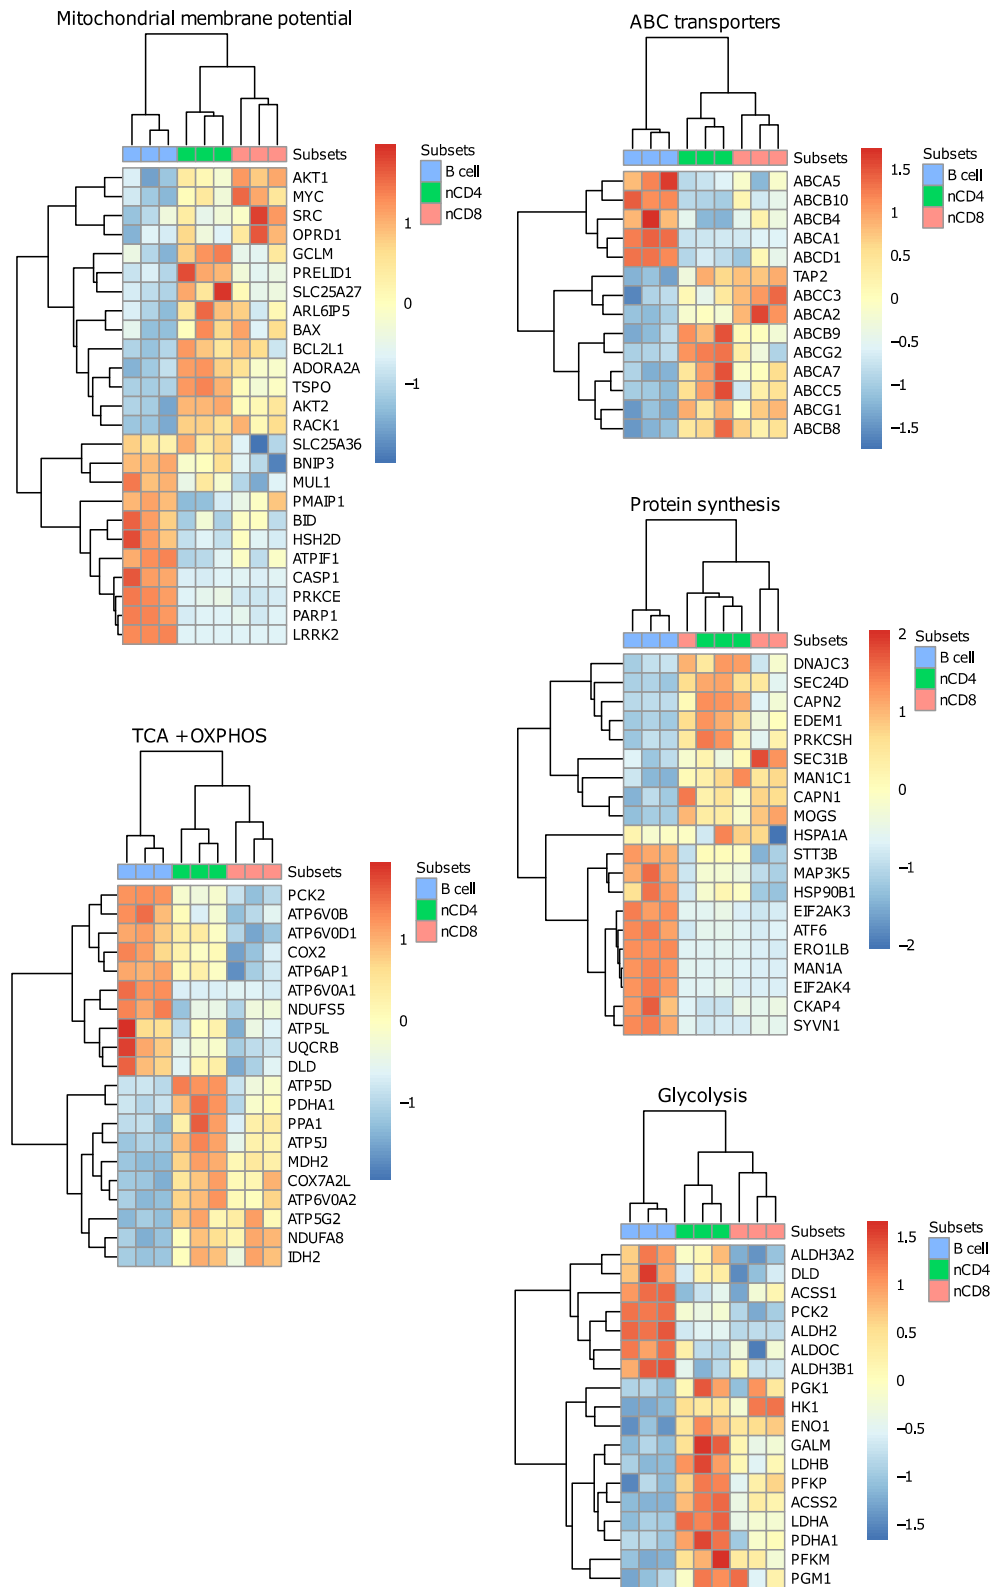 Mitochondrial membrane potential
Subsets
AKT1
MYC
SRC
OPRD1
GCLM
PRELID1
SLC25A27
ARL6IP5
BAX
BCL2L1
ADORA2A
TSPO
AKT2
RACK1
SLC25A36
BNIP3
MUL1
PMAIP1
BID
HSH2D
ATPIF1
CASP1
PRKCE
PARP1
LRRK2
1
0
−1
Subsets
B cell
nCD4
nCD8
ABC transporters
Subsets
ABCA5
ABCB10
ABCB4
ABCA1
ABCD1
TAP2
ABCC3
ABCA2
ABCB9
ABCG2
ABCA7
ABCC5
ABCG1
ABCB8
1.5
1
0.5
0
−0.5
−1
−1.5
Subsets
B cell
nCD4
nCD8
Protein synthesis
Subsets
DNAJC3
SEC24D
CAPN2
EDEM1
PRKCSH
SEC31B
MAN1C1
CAPN1
MOGS
HSPA1A
STT3B
MAP3K5
HSP90B1
EIF2AK3
ATF6
ERO1LB
MAN1A
EIF2AK4
CKAP4
SYVN1
2
1
0
−1
−2
Subsets
B cell
nCD4
nCD8
TCA +OXPHOS
Subsets
PCK2
ATP6V0B
ATP6V0D1
COX2
ATP6AP1
ATP6V0A1
NDUFS5
ATP5L
UQCRB
DLD
ATP5D
PDHA1
PPA1
ATP5J
MDH2
COX7A2L
ATP6V0A2
ATP5G2
NDUFA8
IDH2
1
0
−1
Subsets
B cell
nCD4
nCD8
Glycolysis
Subsets
ALDH3A2
DLD
ACSS1
PCK2
ALDH2
ALDOC
ALDH3B1
PGK1
HK1
ENO1
GALM
LDHB
PFKP
ACSS2
LDHA
PDHA1
PFKM
PGM1
1.5
1
0.5
0
−0.5
−1
−1.5
Subsets
B cell
nCD4
nCD8